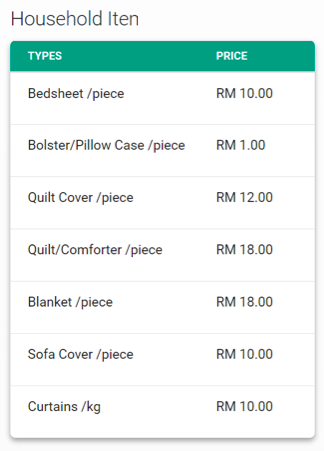 Household Iten
TYPES PRICE
Bedsheet /piece RM 10.00
Bolster/Pillow Case /piece RM 1.00
Quilt Cover /piece RM 12.00
Quilt/Comforter /piece RM 18.00
Blanket /piece RM 18.00
Sofa Cover /piece RM 10.00
Curtains /kg RM 10.00